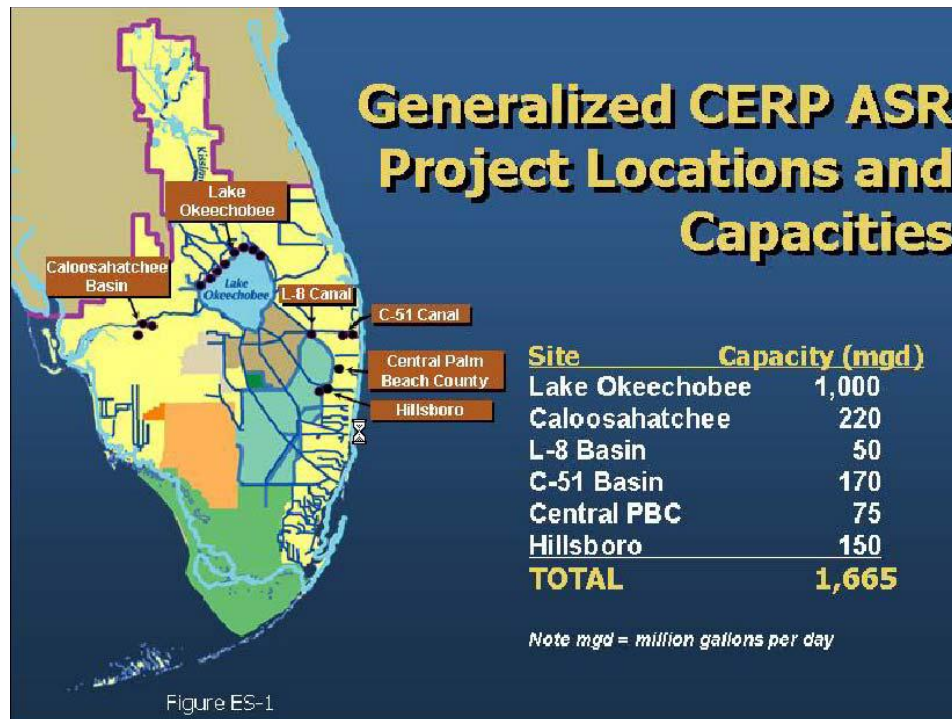 Generalized CERP ASR
Project Locations and
Capacities
Lake
Okeechobee
Caloosahatchee
Basin
Lake
Okeechobee
L-8 Canal
C-51 Canal
Central Palm
Beach County
Hillsboro
Site Capacity (mgd)
Lake Okeechobee 1,000
Caloosahatchee 220
L-8 Basin 50
C-51 Basin 170
Central PBC 75
Hillsboro 150
TOTAL 1,665
Note mgd = million gallons per day
Figure ES-1